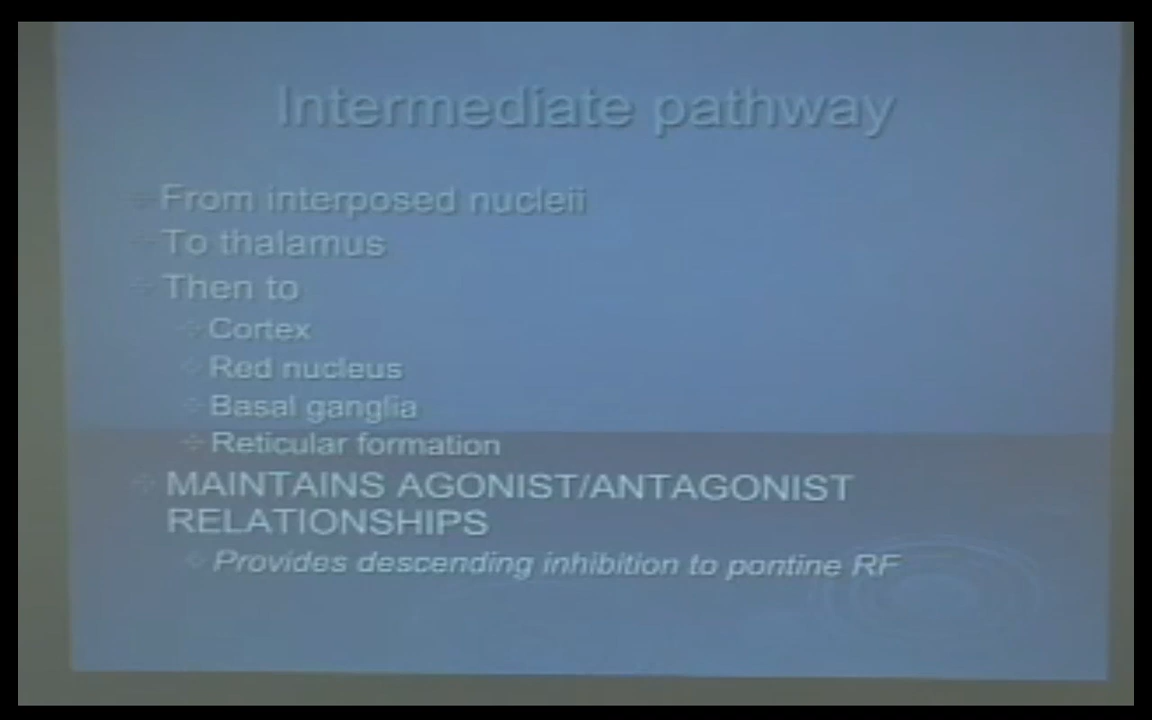 Intermediate pathway
From interposed nucleii
To thalamus
Then to
Cortex
Red nucleus
Basal ganglia
Reticular formation
MAINTAINS AGONIST/ANTAGONIST
RELATIONSHIPS
Provides descending inhibition to pontine RF